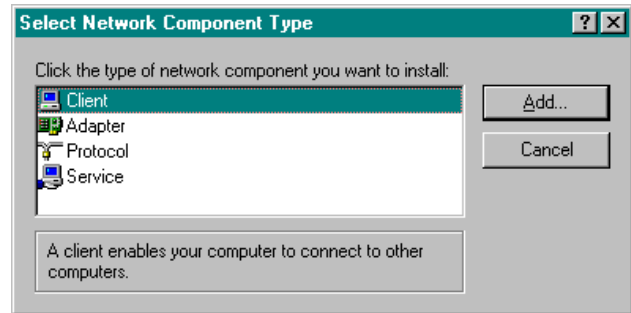 Select Network Component Type
?
Click the type of network component you want to install:
Client
Adapter
Protocol
Service
Add...
Cancel
A client enables your computer to connect to other
computers.